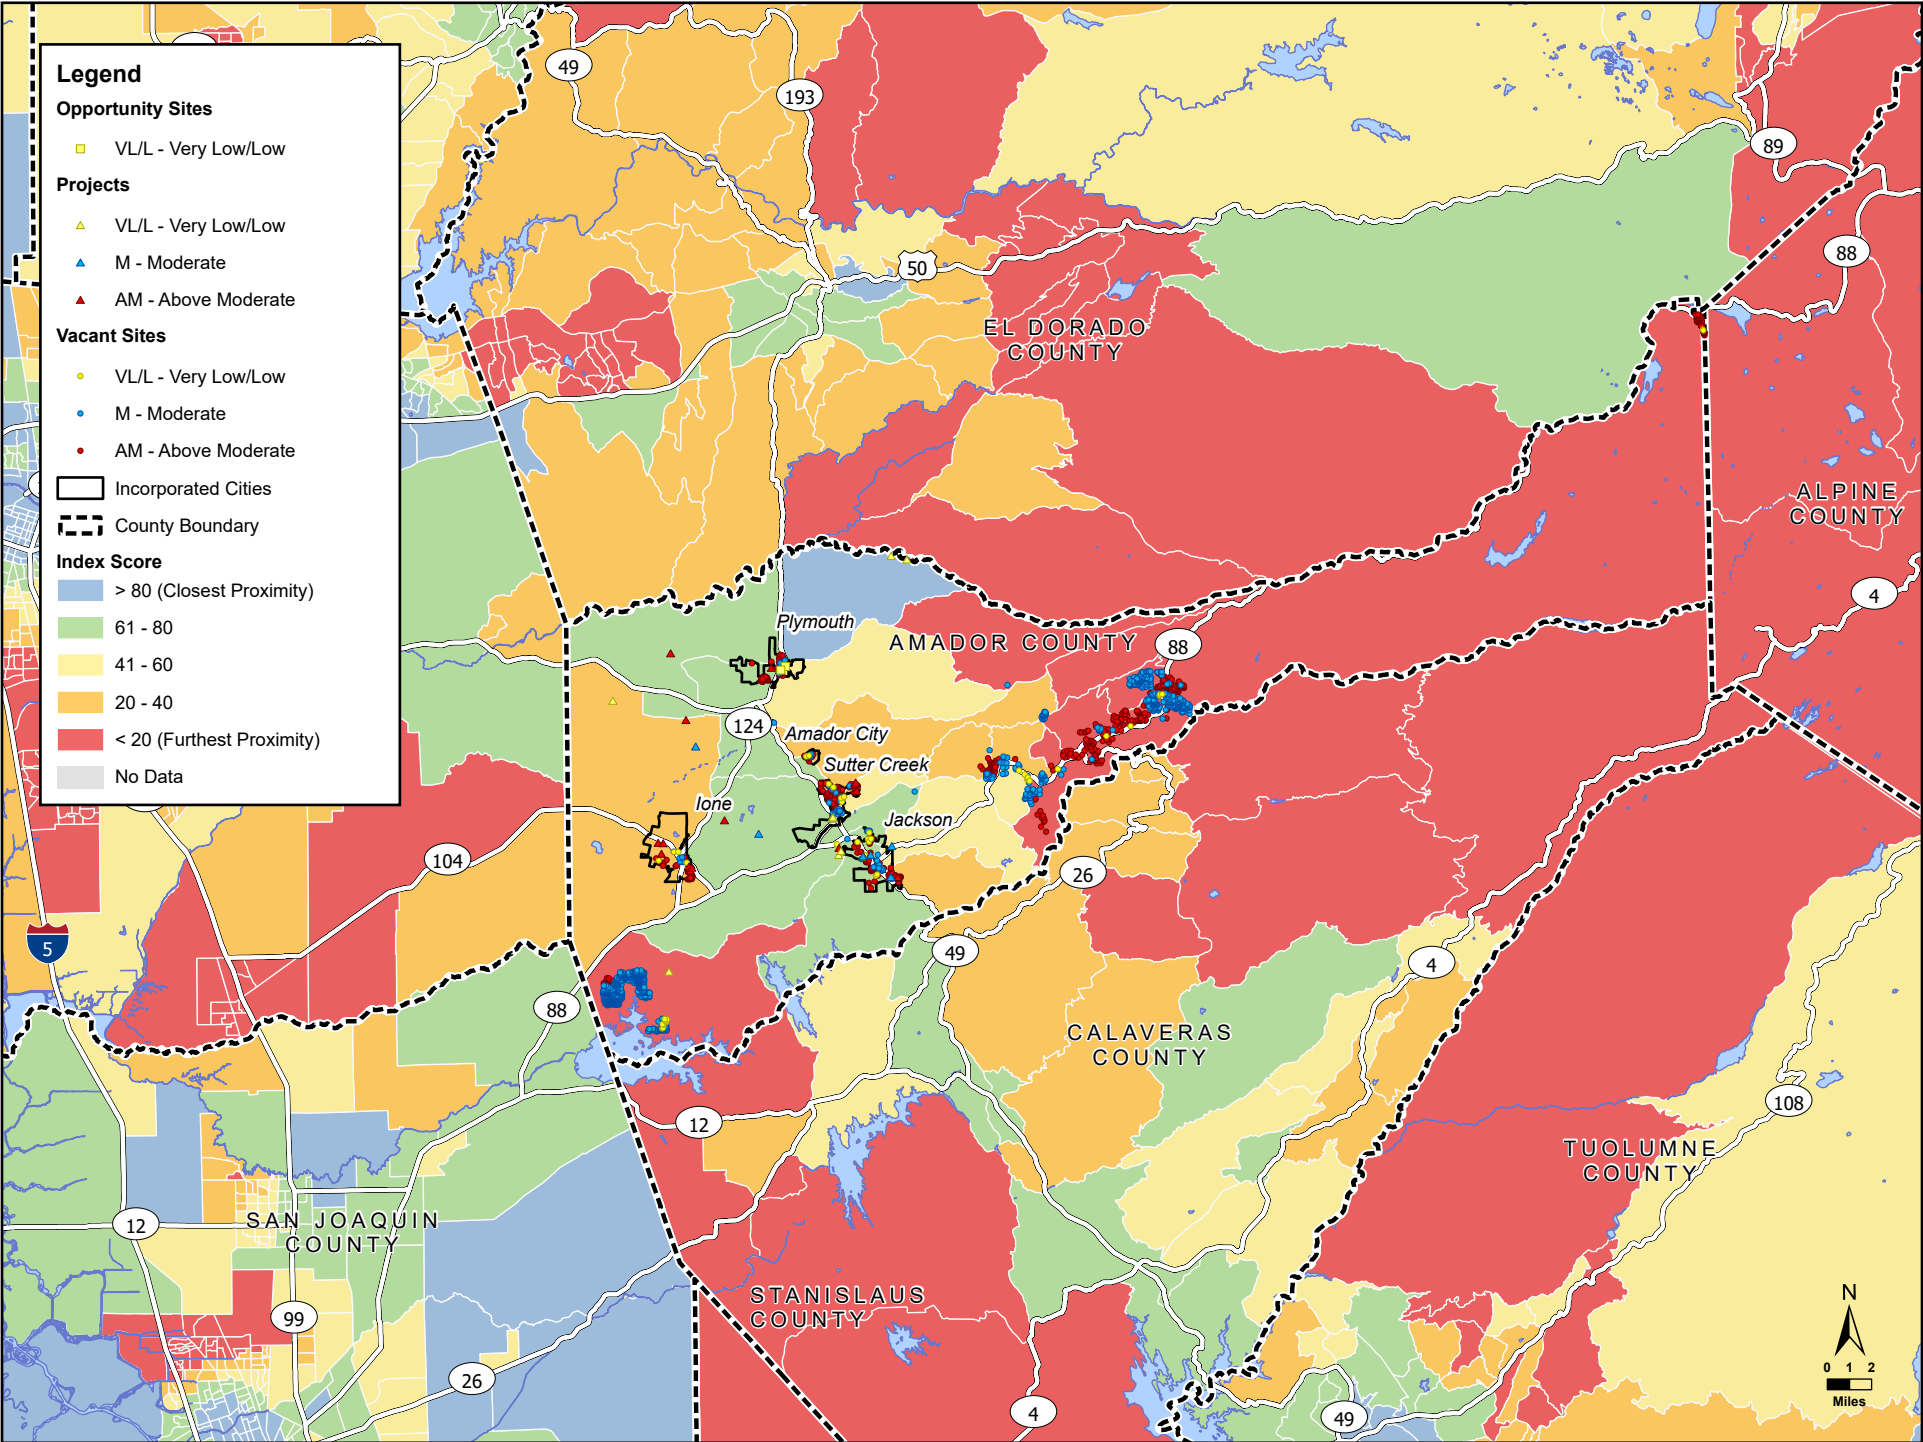 Legend
Opportunity Sites
VL/L - Very Low/Low
Projects
VL/L - Very Low/Low
M - Moderate
AM - Above Moderate
Vacant Sites
VL/L - Very Low/Low
M - Moderate
AM - Above Moderate
Incorporated Cities
County Boundary
Index Score
> 80 (Closest Proximity)
61 - 80
41 - 60
20 - 40
< 20 (Furthest Proximity)
No Data
49
193
89
88
50
EL DORADO
COUNTY
ALPINE
COUNTY
4
Plymouth
AMADOR COUNTY
88
124
Amador City
Sutter Creek
Ione
Jackson
104
26
5
49
4
88
CALAVERAS
COUNTY
108
12
TUOLUMNE
COUNTY
12
SAN JOAQUIN
COUNTY
STANISLAUS
COUNTY
99
26
4
49
N
0 1 2
Miles